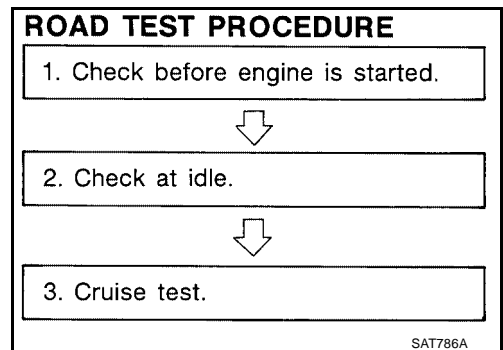 ROAD TEST PROCEDURE
1. Check before engine is started.
2. Check at idle.
3. Cruise test.
SAT786A